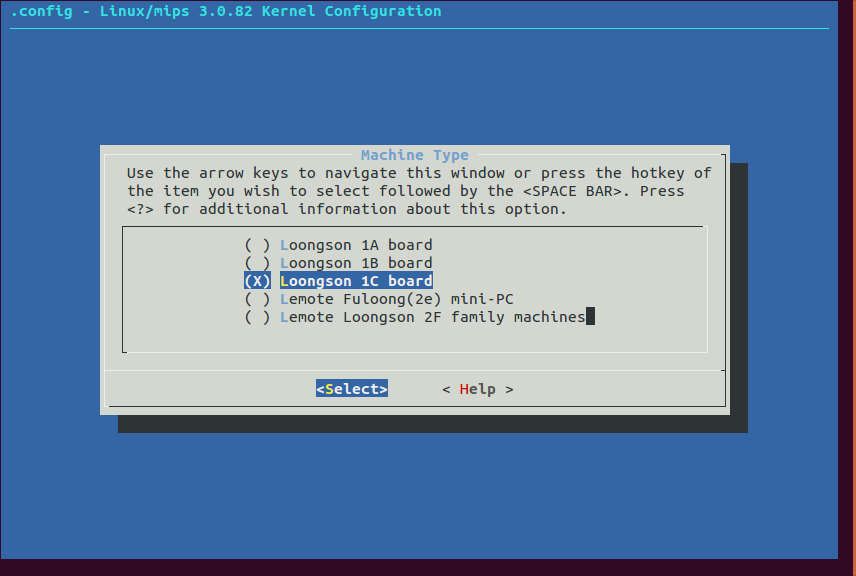 .config - Linux/mips 3.0.82 Kernel Configuration
Machine Type
Use the arrow keys to navigate this window or press the hotkey of
the item you wish to select followed by the <SPACE BAR>. Press
<?> for additional information about this option.
( ) Loongson 1A board
( ) Loongson 1B board
(X) Loongson 1C board
( ) Lemote Fuloong(2e) mini-PC
( ) Lemote Loongson 2F family machines
<Select> < Help >